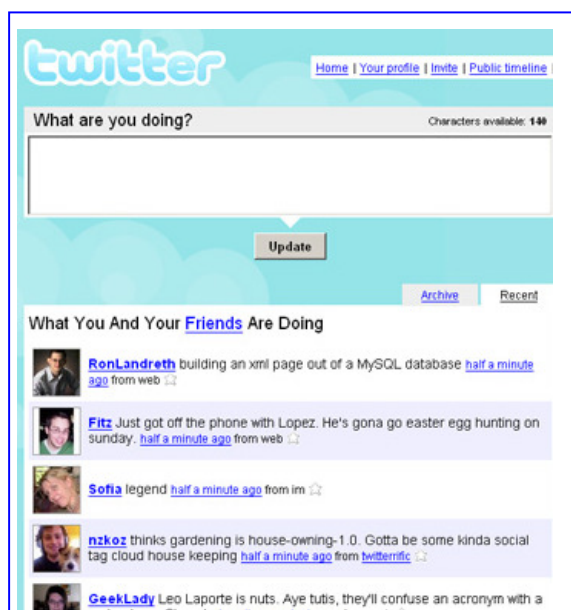 twitter
Home | Your profile | Invite | Public timeline |
What are you doing?
Characters available: 140
Update
Archive
Recent
What You And Your Friends Are Doing
RonLandreth building an xml page out of a MySQL database half a minute
ago from web
Fitz Just got off the phone with Lopez. He's gona go easter egg hunting on
sunday. half a minute ago from web
Sofia legend half a minute ago from im
nzkoz thinks gardening is house-owning-1.0. Gotta be some kinda social
tag cloud house keeping half a minute ago from twitterrific
GeekLady Leo Laporte is nuts. Aye tutis, they'll confuse an acronym with a